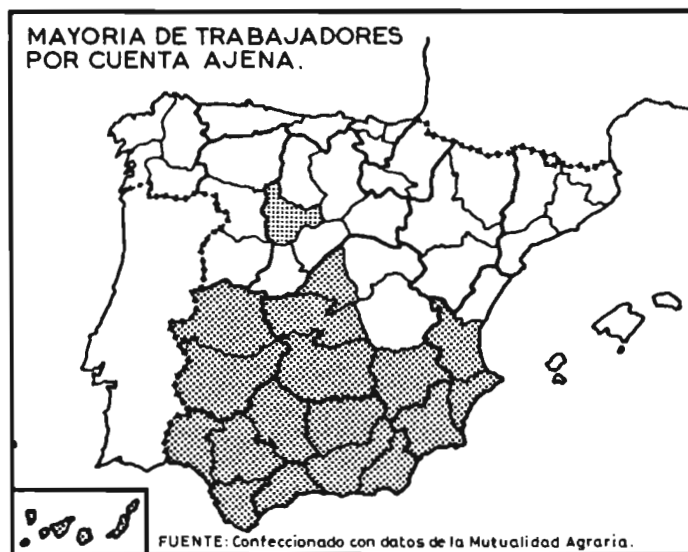 MAYORIA DE TRABAJADORES
POR CUENTA AJENA.
FUENTE: Confeccionado con datos de la Mutualidad Agraria.